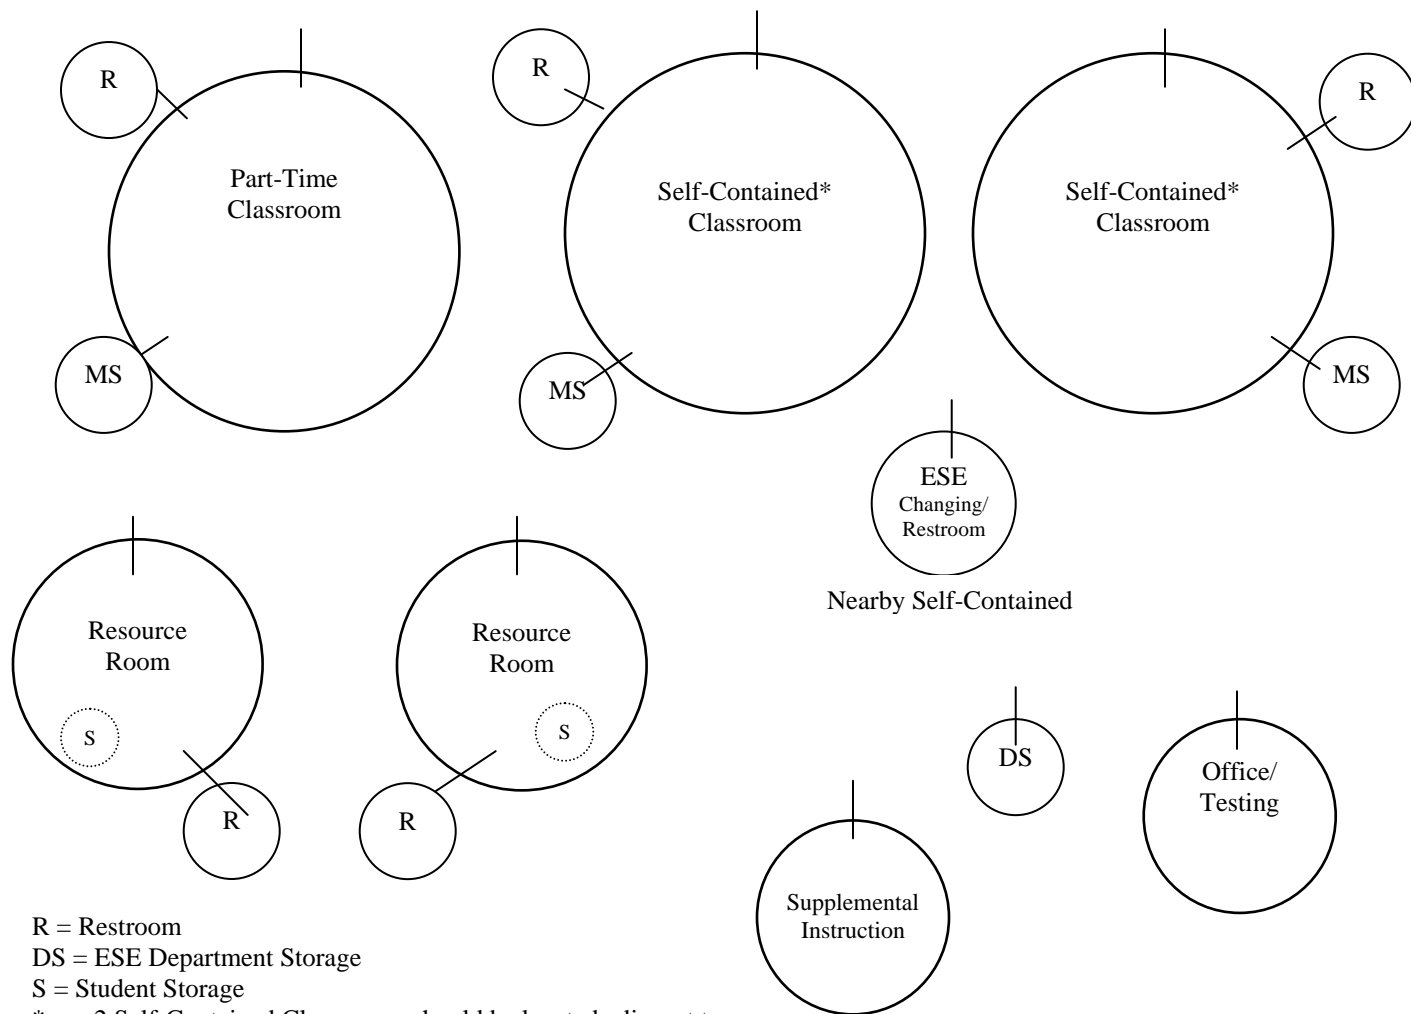 R
Part-Time
Classroom
MS
R
Self-Contained*
Classroom
MS
R
Self-Contained*
Classroom
MS
ESE
Changing/
Restroom
Nearby Self-Contained
Resource
Room
S
R
Resource
Room
S
R
DS
Office/
Testing
Supplemental
Instruction
R = Restroom
DS = ESE Department Storage
S = Student Storage